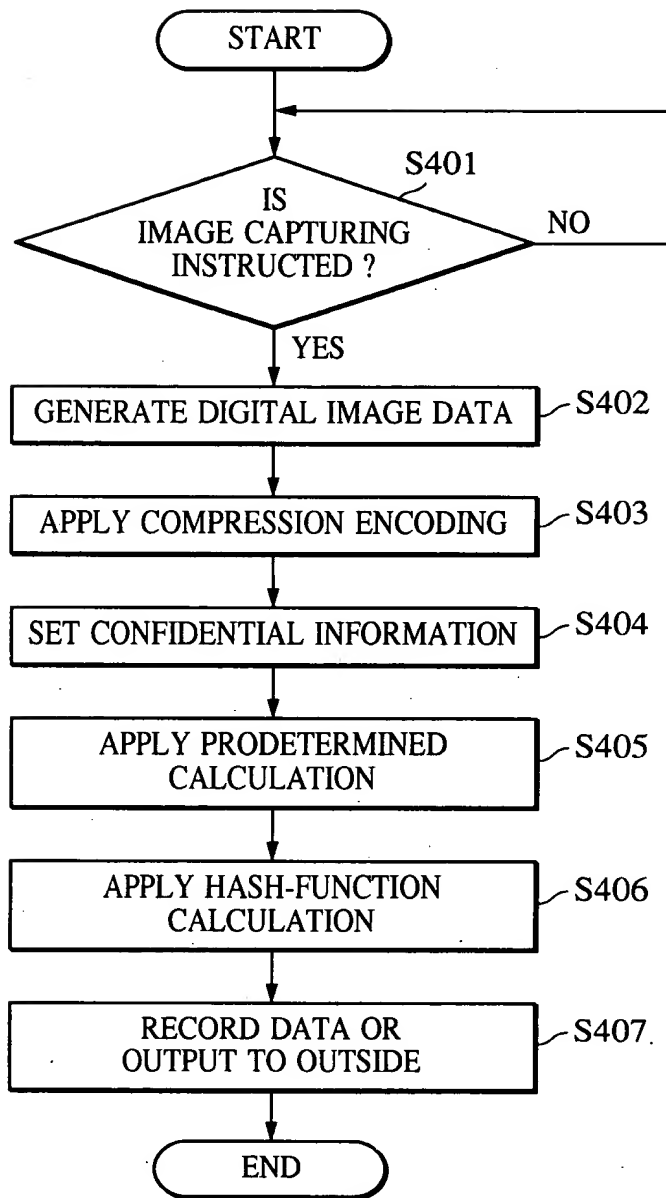 START
S401
IS
IMAGE CAPTURING
INSTRUCTED ?
NO
YES
GENERATE DIGITAL IMAGE DATA
S402
APPLY COMPRESSION ENCODING
S403
SET CONFIDENTIAL INFORMATION
S404
APPLY PRODETERMINED
CALCULATION
S405
APPLY HASH-FUNCTION
CALCULATION
S406
RECORD DATA OR
OUTPUT TO OUTSIDE
S407
END